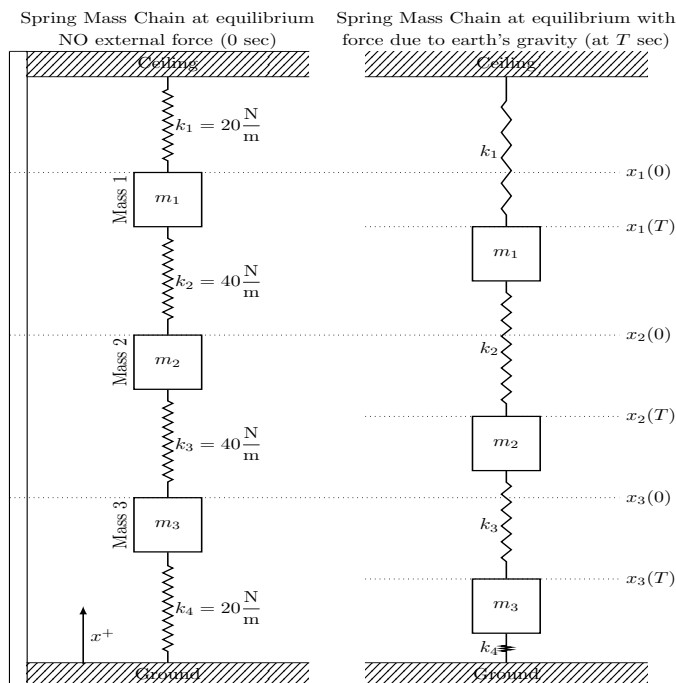 Spring Mass Chain at equilibrium
NO external force (0 sec)
Spring Mass Chain at equilibrium with
force due to earth's gravity (at T sec)
Ceiling
Ceiling
k₁ = 20 N/m
k₁
x₁(0)
Mass 1
m₁
x₁(T)
m₁
k₂ = 40 N/m
k₂
x₂(0)
Mass 2
m₂
x₂(T)
m₂
k₃ = 40 N/m
k₃
x₃(0)
Mass 3
m₃
x₃(T)
m₃
k₄ = 20 N/m
k₄
x⁺
Ground
Ground